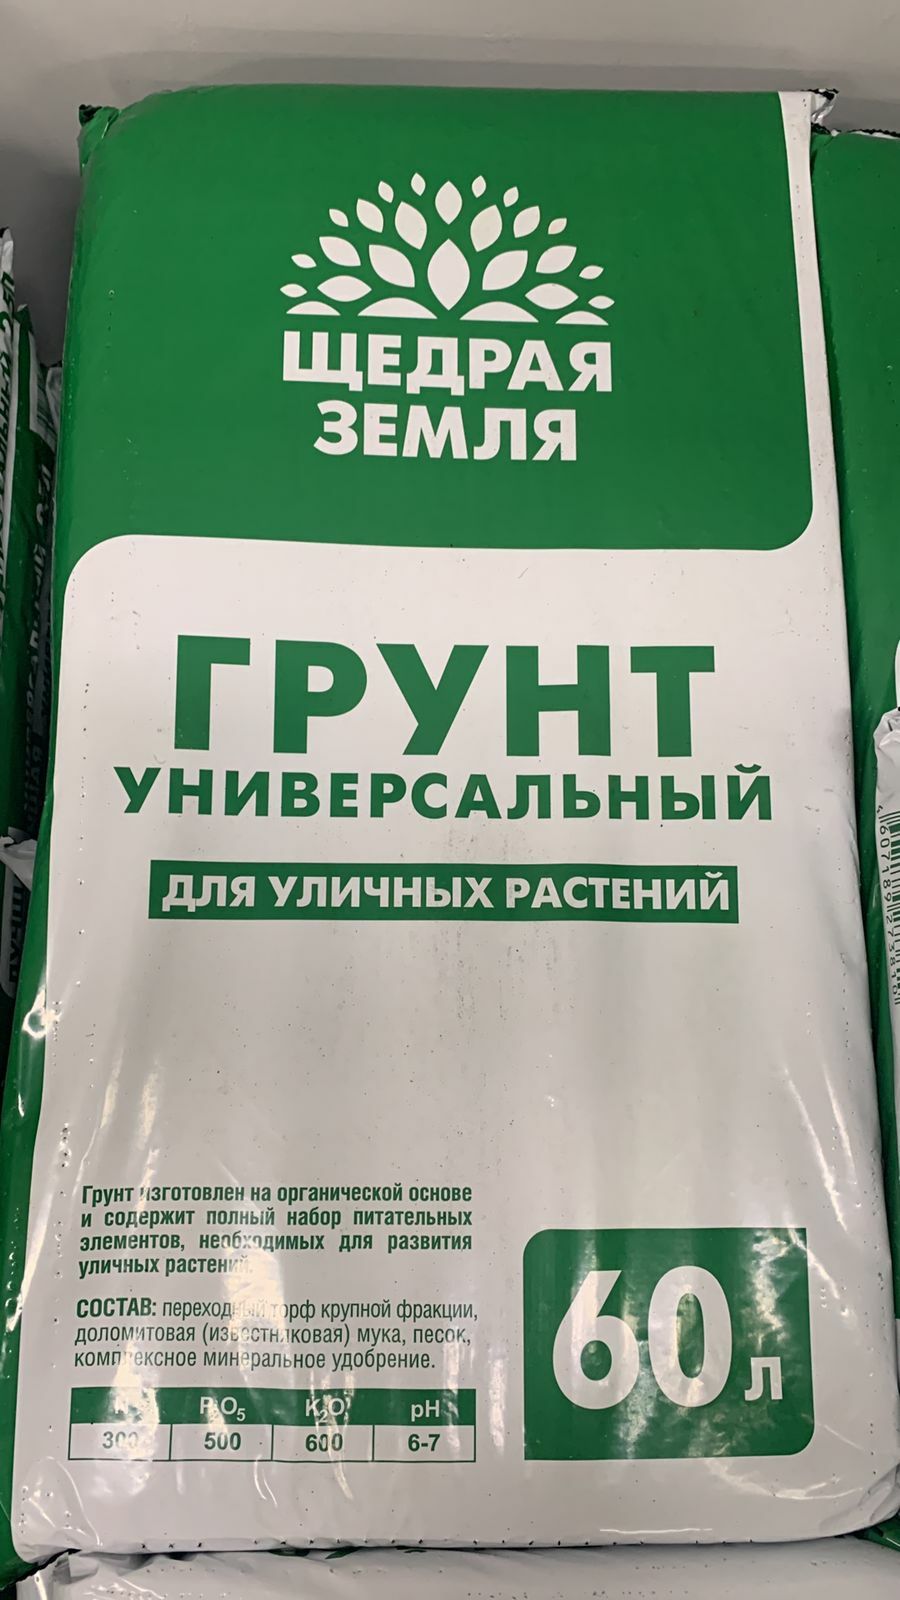 ЩЕДРАЯ
ЗЕМЛЯ
ГРУНТ
УНИВЕРСАЛЬНЫЙ
ДЛЯ УЛИЧНЫХ РАСТЕНИЙ
Грунт изготовлен на органической основе
и содержит полный набор питательных
элементов, необходимых для развития
уличных растений.
СОСТАВ: переходный торф крупной фракции,
доломитовая (известняковая) мука, песок,
комплексное минеральное удобрение.
P2O5 K2O pH
300 500 600 6-7
60 л
4607189273810